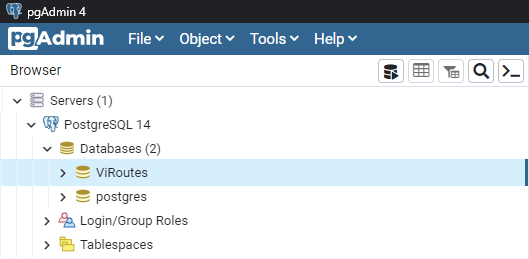 pgAdmin 4
pgAdmin File Object Tools Help
Browser
Servers (1)
PostgreSQL 14
Databases (2)
ViRoutes
postgres
Login/Group Roles
Tablespaces